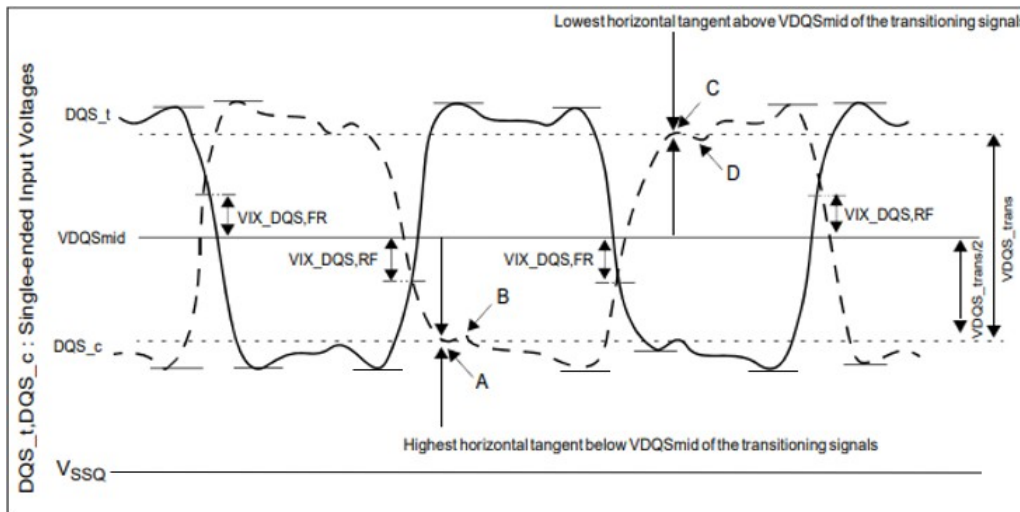 Lowest horizontal tangent above VDQSmid of the transitioning signals
DQS_t,DQS_c : Single-ended Input Voltages
DQS_t
C
D
VIX_DQS,FR
VIX_DQS,RF
VDQS_trans
VDQSmid
VIX_DQS,RF
VIX_DQS,FR
VDQS_trans/2
B
DQS_c
A
Highest horizontal tangent below VDQSmid of the transitioning signals
VSSQ